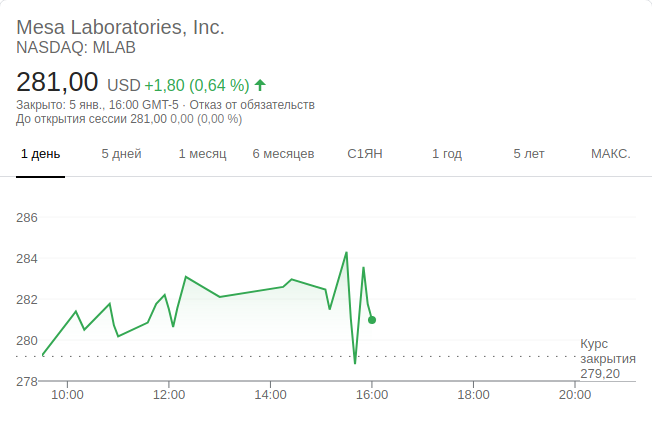 Mesa Laboratories, Inc.
NASDAQ: MLAB
281,00 USD +1,80 (0,64 %)
Закрыто: 5 янв., 16:00 GMT-5 · Отказ от обязательств
До открытия сессии 281,00 0,00 (0,00 %)
1 день 5 дней 1 месяц 6 месяцев С1ЯН 1 год 5 лет МАКС.
286
284
282
280
278
Курс
закрытия
279,20
10:00 12:00 14:00 16:00 18:00 20:00